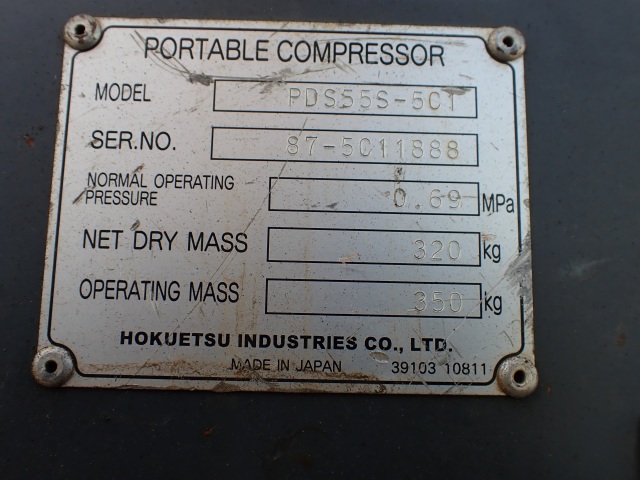 PORTABLE COMPRESSOR
MODEL PDS55S-5C1
SER.NO. 87-5C11888
NORMAL OPERATING
PRESSURE 0.69 MPa
NET DRY MASS 320 kg
OPERATING MASS 350 kg
HOKUETSU INDUSTRIES CO., LTD.
MADE IN JAPAN 39103 10811